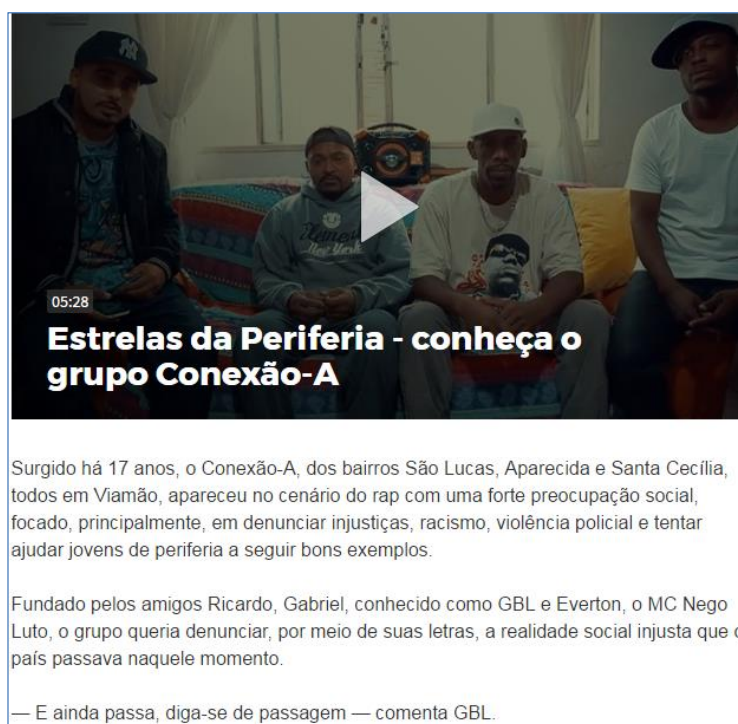 05:28
Estrelas da Periferia - conheça o
grupo Conexão-A
Surgido há 17 anos, o Conexão-A, dos bairros São Lucas, Aparecida e Santa Cecília,
todos em Viamão, apareceu no cenário do rap com uma forte preocupação social,
focado, principalmente, em denunciar injustiças, racismo, violência policial e tentar
ajudar jovens de periferia a seguir bons exemplos.
Fundado pelos amigos Ricardo, Gabriel, conhecido como GBL e Everton, o MC Nego
Luto, o grupo queria denunciar, por meio de suas letras, a realidade social injusta que
país passava naquele momento.
— E ainda passa, diga-se de passagem — comenta GBL.